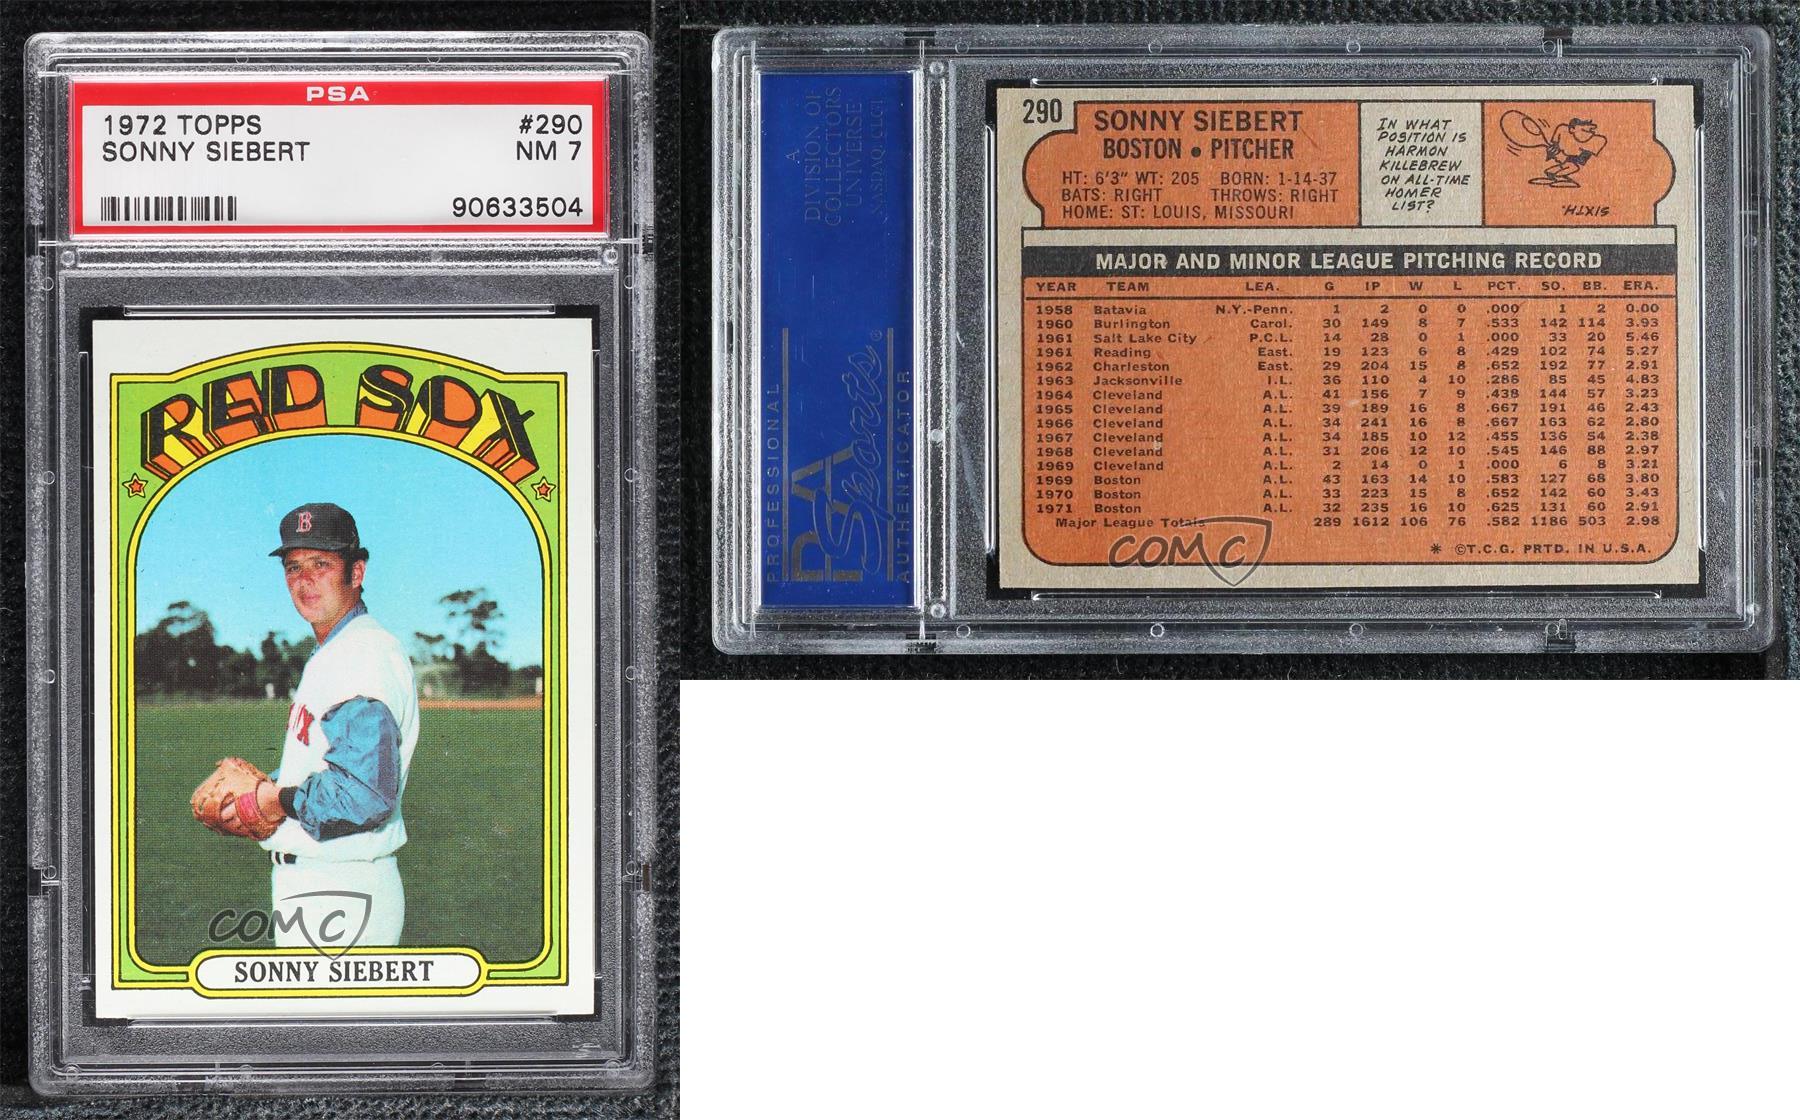 PSA
1972 TOPPS #290
SONNY SIEBERT NM 7
90633504
RED SOX
B
COMC
SONNY SIEBERT
A
DIVISION OF
COLLECTORS
UNIVERSE
NASDAQ: CLCT
PROFESSIONAL
PSA
Sports®
AUTHENTICATOR
290
SONNY SIEBERT
BOSTON • PITCHER
HT: 6'3" WT: 205 BORN: 1-14-37
BATS: RIGHT THROWS: RIGHT
HOME: ST: LOUIS, MISSOURI
IN WHAT
POSITION IS
HARMON
KILLEBREW
ON ALL-TIME
HOMER
LIST?
SIXTH.
MAJOR AND MINOR LEAGUE PITCHING RECORD
YEAR TEAM LEA. G IP W L PCT. SO. BB. ERA.
1958 Batavia N.Y.-Penn. 1 2 0 0 .000 1 2 0.00
1960 Burlington Carol. 30 149 8 7 .533 142 114 3.93
1961 Salt Lake City P.C.L. 14 28 0 1 .000 33 20 5.46
1961 Reading East. 19 123 6 8 .429 102 74 5.27
1962 Charleston East. 29 204 15 8 .652 192 77 2.91
1963 Jacksonville I.L. 36 110 4 10 .286 85 45 4.83
1964 Cleveland A.L. 41 156 7 9 .438 144 57 3.23
1965 Cleveland A.L. 39 189 16 8 .667 191 46 2.43
1966 Cleveland A.L. 34 241 16 8 .667 163 62 2.80
1967 Cleveland A.L. 34 185 10 12 .455 136 54 2.38
1968 Cleveland A.L. 31 206 12 10 .545 146 88 2.97
1969 Cleveland A.L. 2 14 0 1 .000 6 8 3.21
1969 Boston A.L. 43 163 14 10 .583 127 68 3.80
1970 Boston A.L. 33 223 15 8 .652 142 60 3.43
1971 Boston A.L. 32 235 16 10 .625 131 60 2.91
Major League Totals 289 1612 106 76 .582 1186 503 2.98
* ©T.C.G. PRTD. IN U.S.A.
COMC